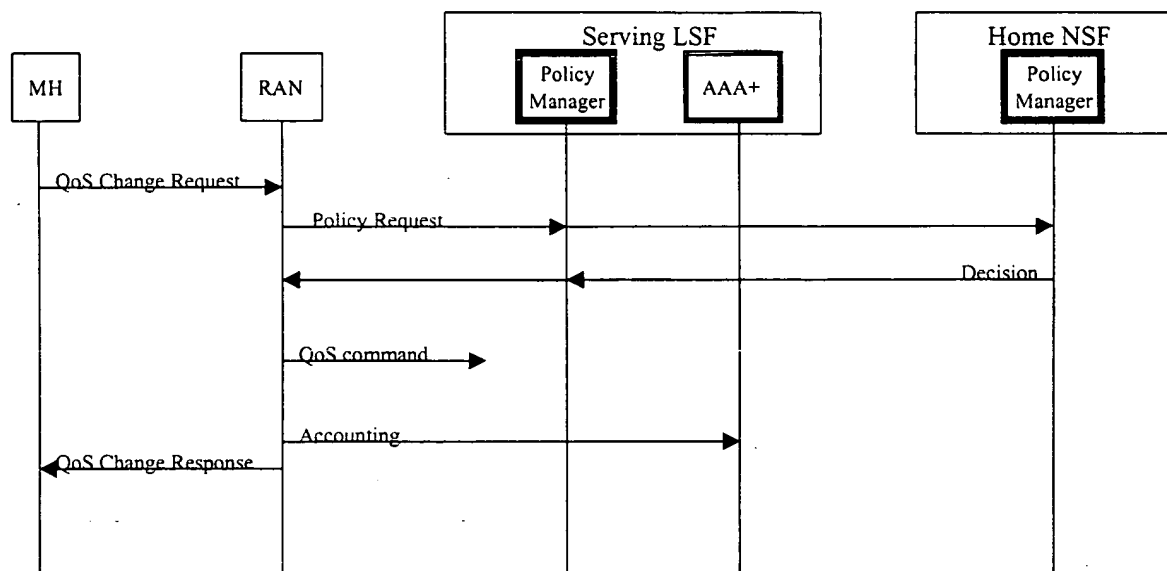 Serving LSF
Home NSF
MH
RAN
Policy
Manager
AAA+
Policy
Manager
QoS Change Request
Policy Request
Decision
QoS command
Accounting
QoS Change Response